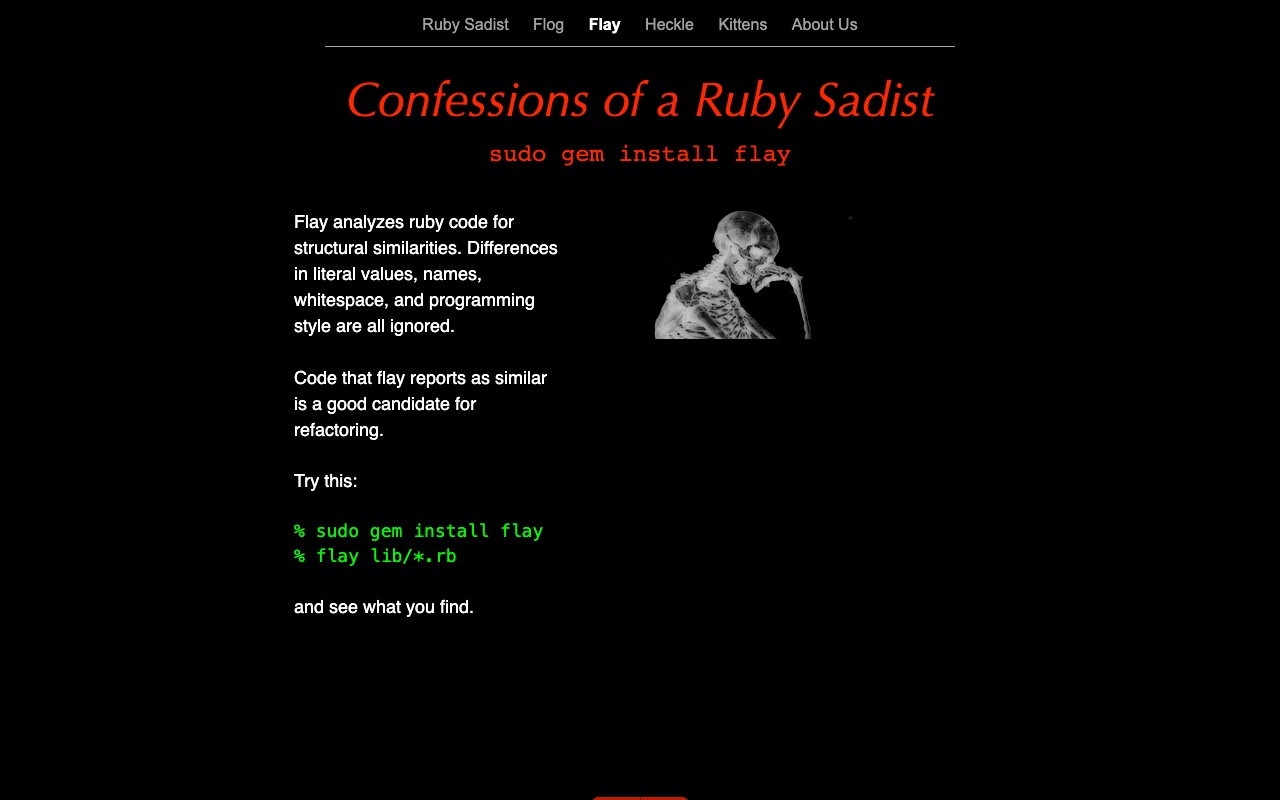 Ruby Sadist Flog Flay Heckle Kittens About Us
Confessions of a Ruby Sadist
sudo gem install flay
Flay analyzes ruby code for
structural similarities. Differences
in literal values, names,
whitespace, and programming
style are all ignored.
Code that flay reports as similar
is a good candidate for
refactoring.
Try this:
% sudo gem install flay
% flay lib/*.rb
and see what you find.